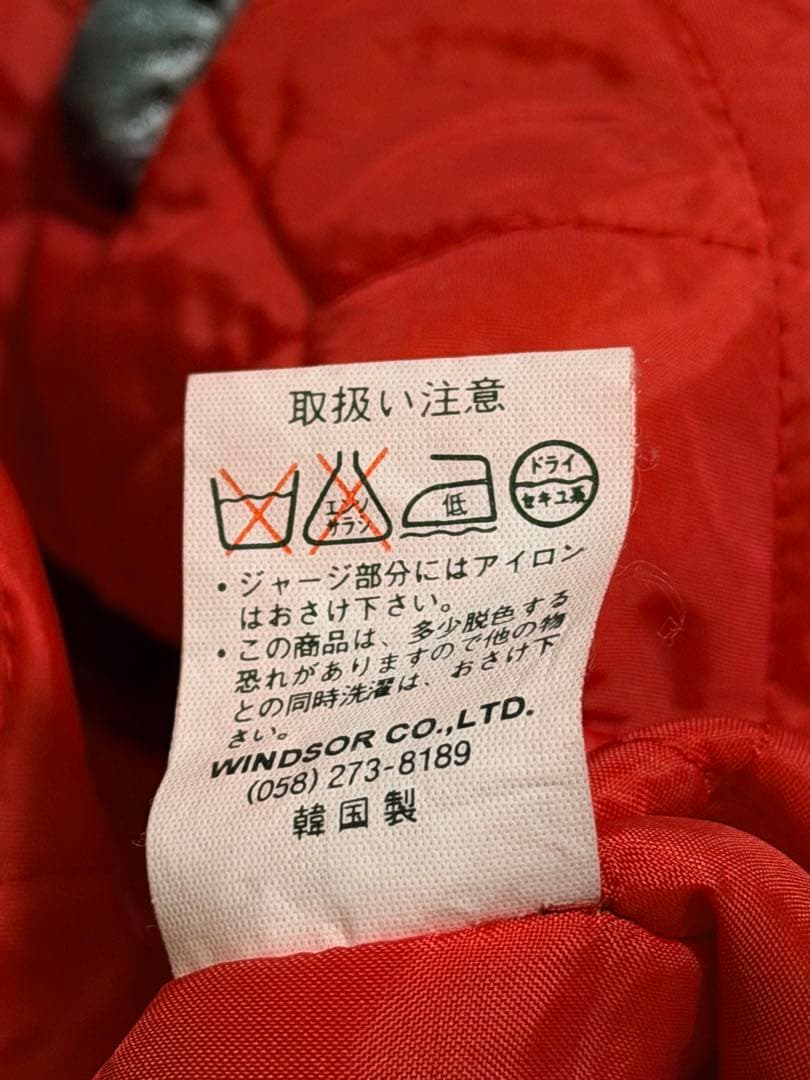 取扱い注意
エンソ
サラシ
低
ドライ
セキユ系
・ジャージ部分にはアイロン
はおさけ下さい。
・この商品は、多少脱色する
恐れがありますので他の物
との同時洗濯は、おさけ下
さい。
WINDSOR CO.,LTD.
(058) 273-8189
韓国製